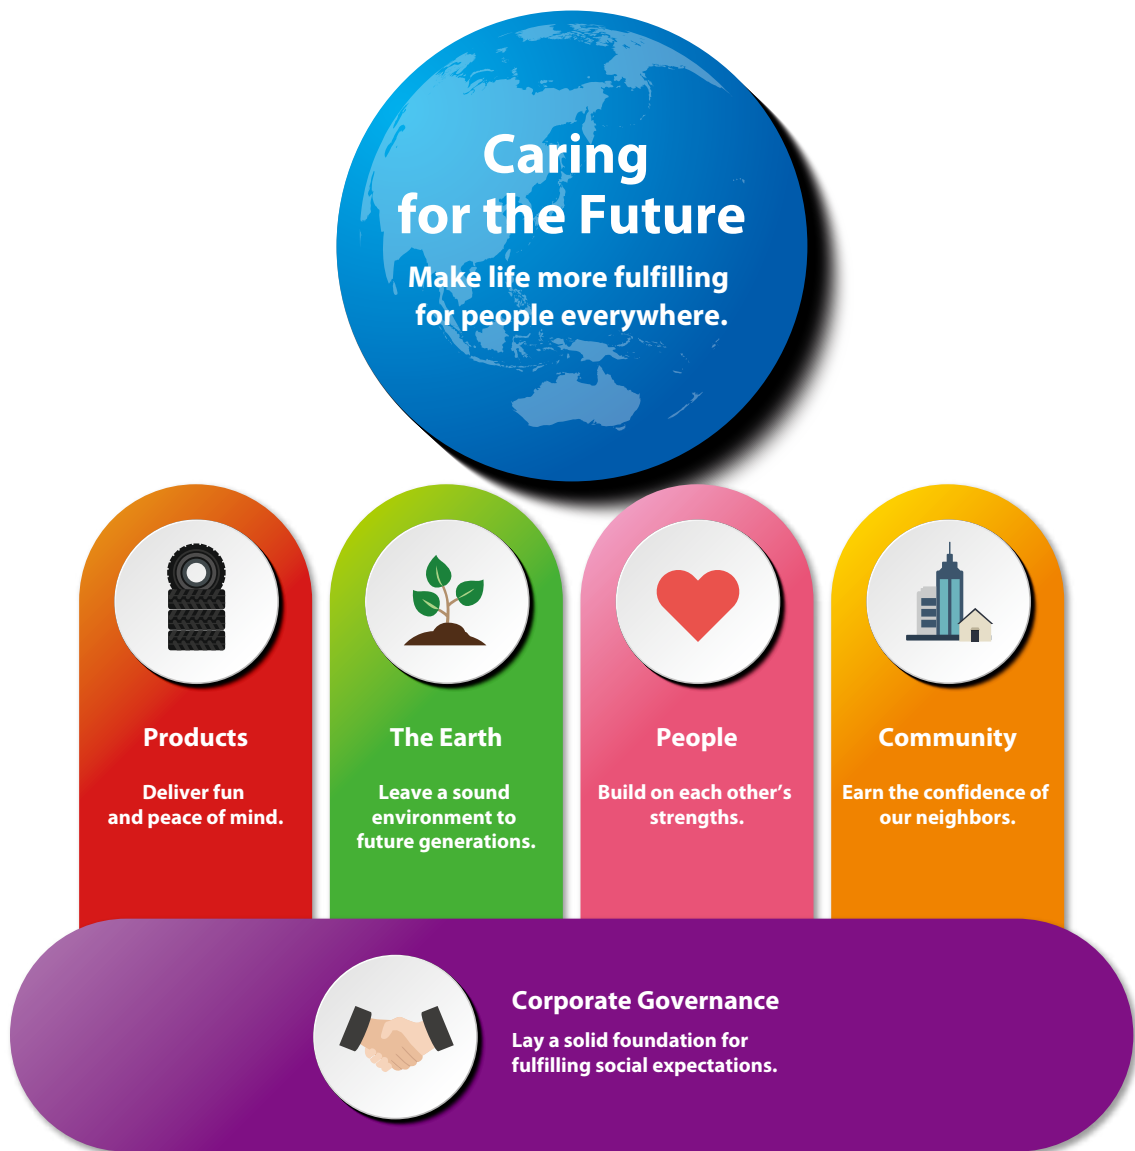 Caring
for the Future
Make life more fulfilling
for people everywhere.
Products
Deliver fun
and peace of mind.
The Earth
Leave a sound
environment to
future generations.
People
Build on each other’s
strengths.
Community
Earn the confidence of
our neighbors.
Corporate Governance
Lay a solid foundation for
fulfilling social expectations.